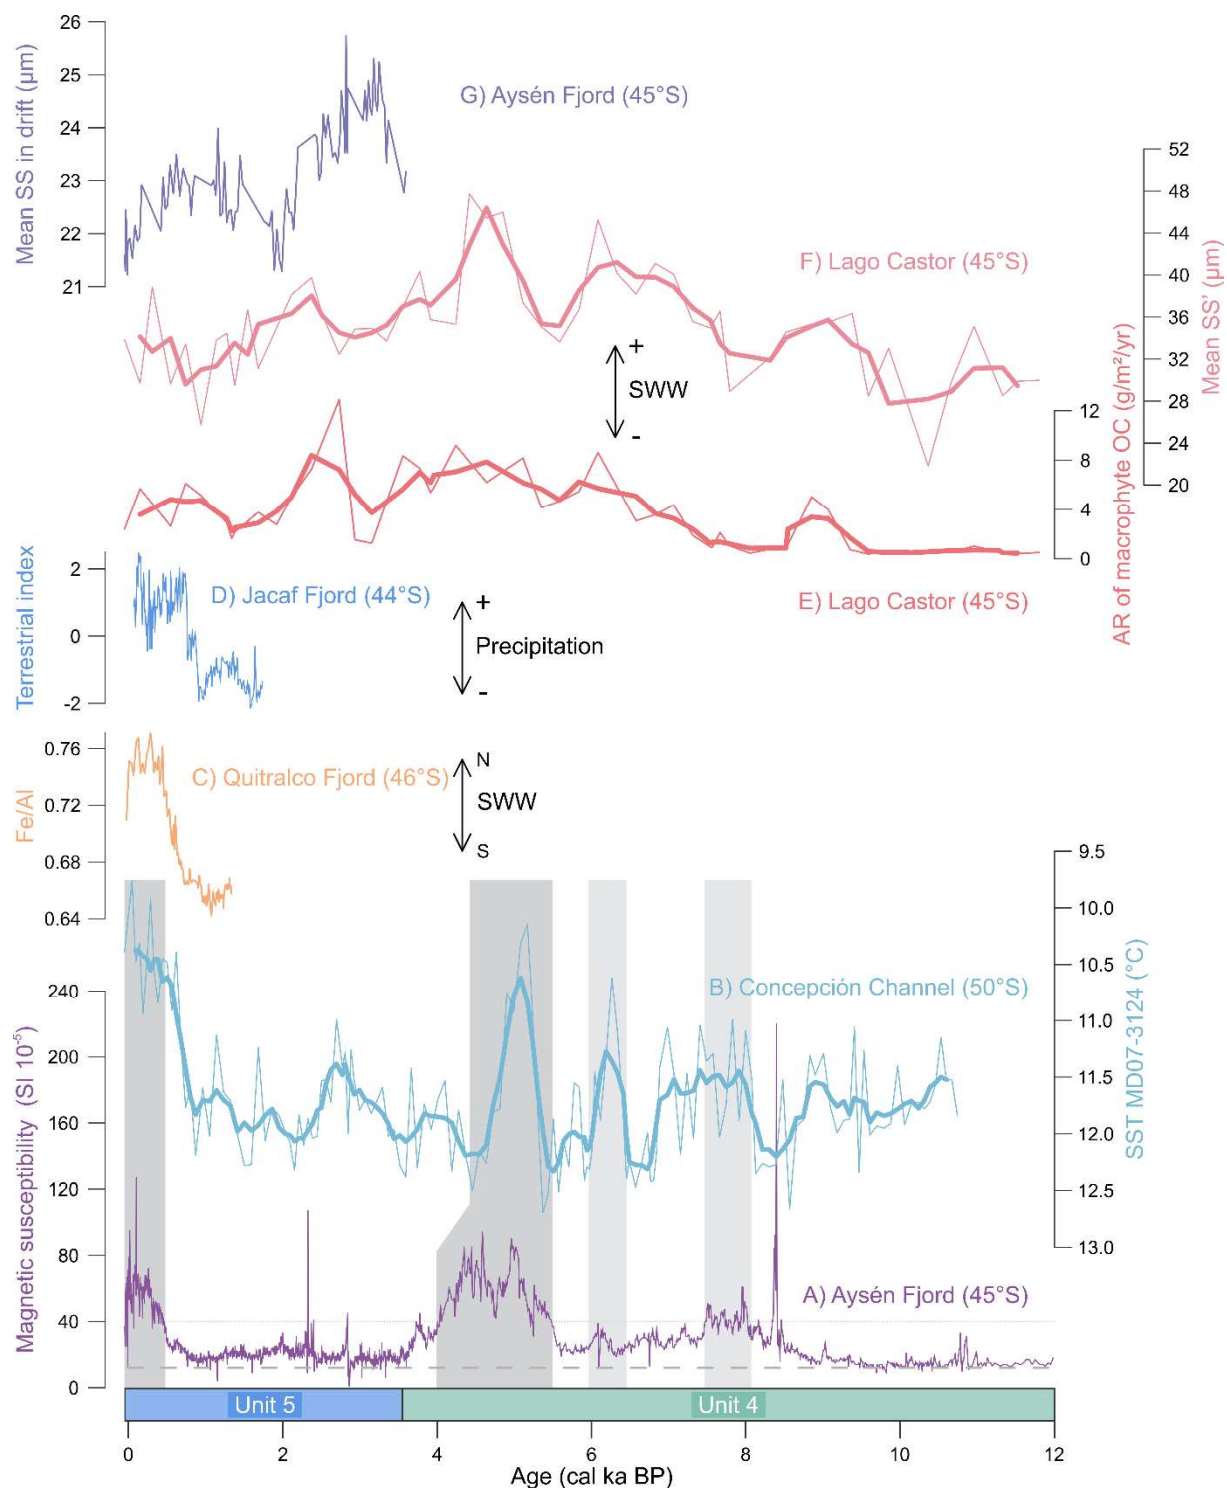 26
25
24
23
22
21
Mean SS in drift (µm)
G) Aysén Fjord (45°S)
52
48
44
40
36
32
28
24
20
Mean SS' (µm)
F) Lago Castor (45°S)
+
SWW
-
12
8
4
0
AR of macrophyte OC (g/m²/yr)
E) Lago Castor (45°S)
2
0
-2
Terrestrial index
D) Jacaf Fjord (44°S)
+
Precipitation
-
0.76
0.72
0.68
0.64
Fe/Al
C) Quitralco Fjord (46°S)
N
SWW
S
9.5
10.0
10.5
11.0
11.5
12.0
12.5
13.0
SST MD07-3124 (°C)
B) Concepción Channel (50°S)
240
200
160
120
80
40
0
Magnetic susceptibility (SI 10⁻⁵)
A) Aysén Fjord (45°S)
Unit 5
Unit 4
0 2 4 6 8 10 12
Age (cal ka BP)